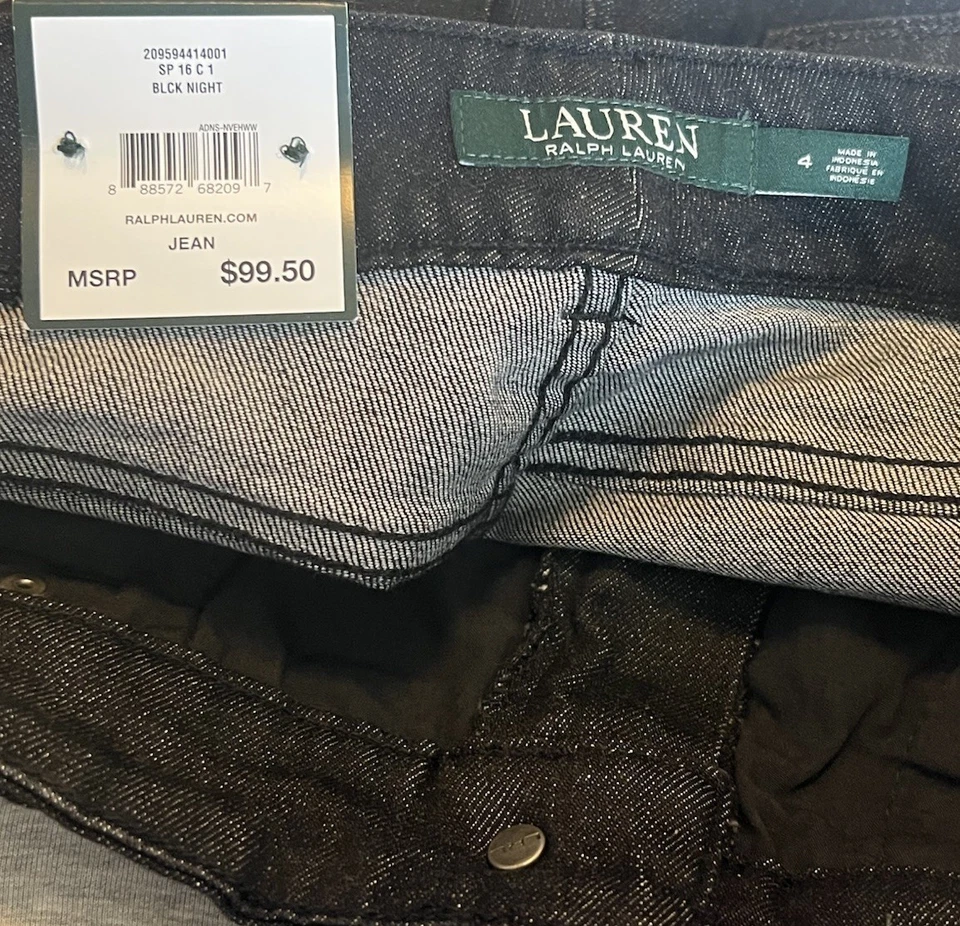 209594414001
SP 16 C 1
BLCK NIGHT
ADNS-NVEHWW
8 88572 68209 7
RALPHLAUREN.COM
JEAN
MSRP $99.50
LAUREN
RALPH LAUREN
4
MADE IN
INDONESIA
FABRIQUÉ EN
INDONÉSIE